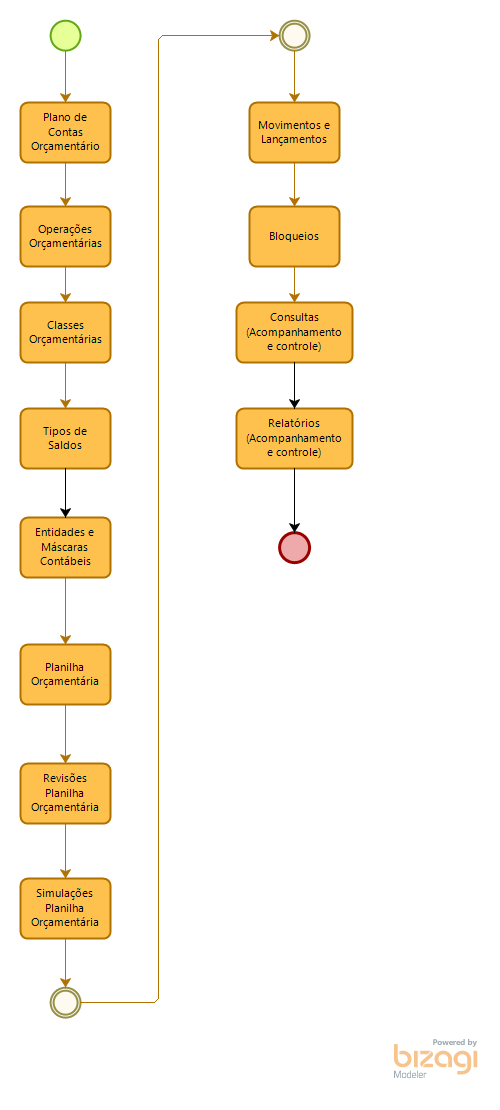 Plano de
Contas
Orçamentário
Operações
Orçamentárias
Classes
Orçamentárias
Tipos de
Saldos
Entidades e
Máscaras
Contábeis
Planilha
Orçamentária
Revisões
Planilha
Orçamentária
Simulações
Planilha
Orçamentária
Movimentos e
Lançamentos
Bloqueios
Consultas
(Acompanhamento
e controle)
Relatórios
(Acompanhamento
e controle)
Powered by
bizagi
Modeler